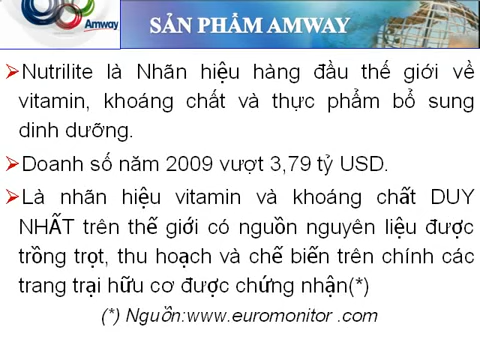 Amway
SẢN PHẨM AMWAY
➢Nutrilite là Nhãn hiệu hàng đầu thế giới về
vitamin, khoáng chất và thực phẩm bổ sung
dinh dưỡng.
➢Doanh số năm 2009 vượt 3,79 tỷ USD.
➢Là nhãn hiệu vitamin và khoáng chất DUY
NHẤT trên thế giới có nguồn nguyên liệu được
trồng trọt, thu hoạch và chế biến trên chính các
trang trại hữu cơ được chứng nhận(*)
(*) Nguồn:www.euromonitor .com